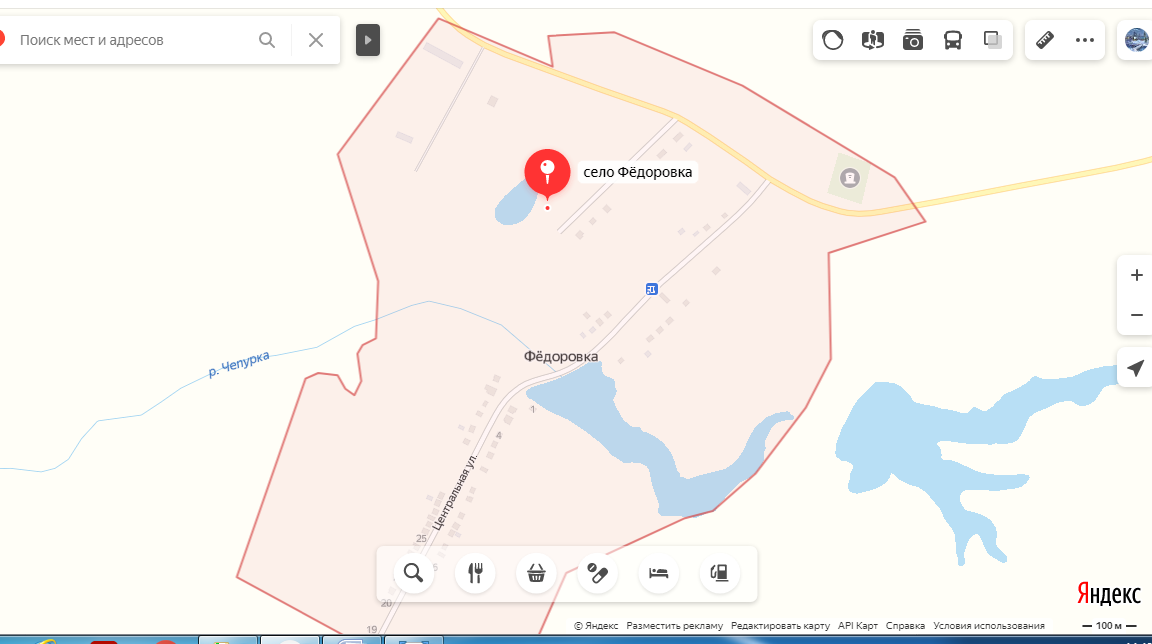 Поиск мест и адресов
село Фёдоровка
р. Чепурка
Фёдоровка
1
4
Центральная ул.
25
5
20
19
Яндекс
© Яндекс Разместить рекламу Редактировать карту API Карт Справка Условия использования
100 м